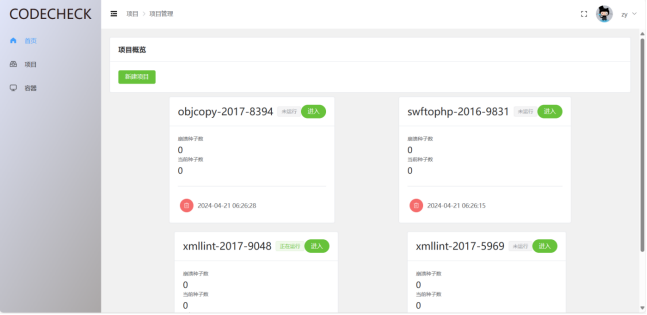 CODECHECK
项目 > 项目管理
zy
首页
项目
容器
项目概览
新建项目
objcopy-2017-8394 未运行 进入
崩溃种子数
0
当前种子数
0
2024-04-21 06:26:28
swftophp-2016-9831 未运行 进入
崩溃种子数
0
当前种子数
0
2024-04-21 06:26:15
xmllint-2017-9048 正在运行 进入
崩溃种子数
0
当前种子数
0
xmllint-2017-5969 未运行 进入
崩溃种子数
0
当前种子数
0